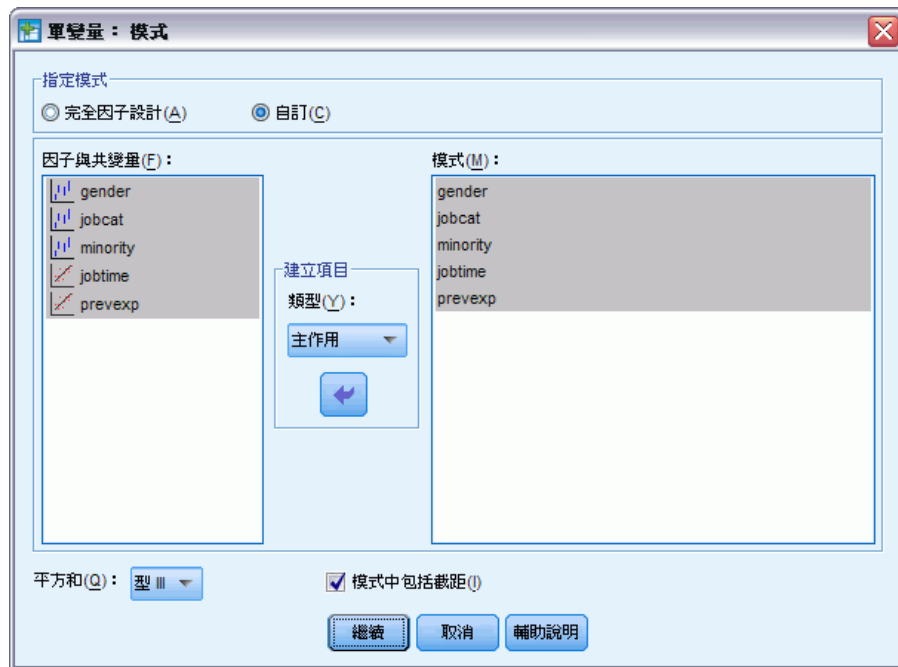 單變量： 模式
指定模式
完全因子設計(A)
自訂(C)
因子與共變量(F)：
gender
jobcat
minority
jobtime
prevexp
建立項目
類型(Y)：
主作用
模式(M)：
gender
jobcat
minority
jobtime
prevexp
平方和(Q)：
型 III
模式中包括截距(I)
繼續
取消
輔助說明